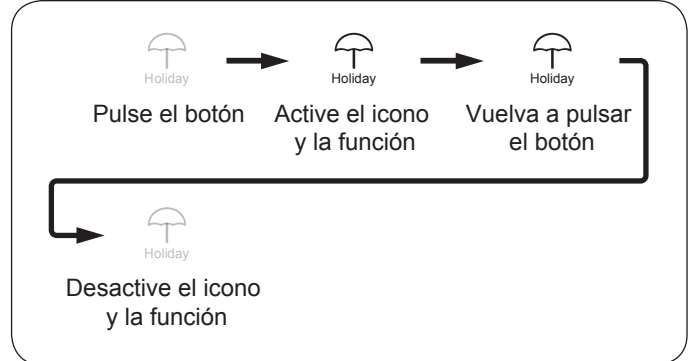 Holiday
Holiday
Holiday
Pulse el botón
Active el icono
y la función
Vuelva a pulsar
el botón
Holiday
Desactive el icono
y la función